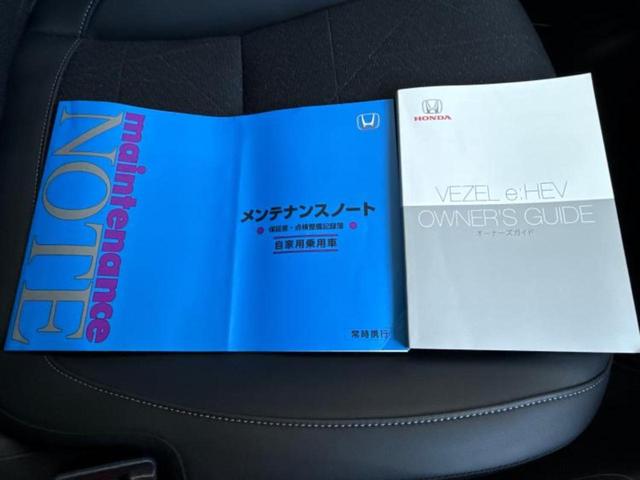 maintenance
NOTE
メンテナンスノート
保証書・点検整備記録簿
自家用乗用車
常時携行
HONDA
VEZEL e:HEV
OWNER'S GUIDE
オーナーズガイド